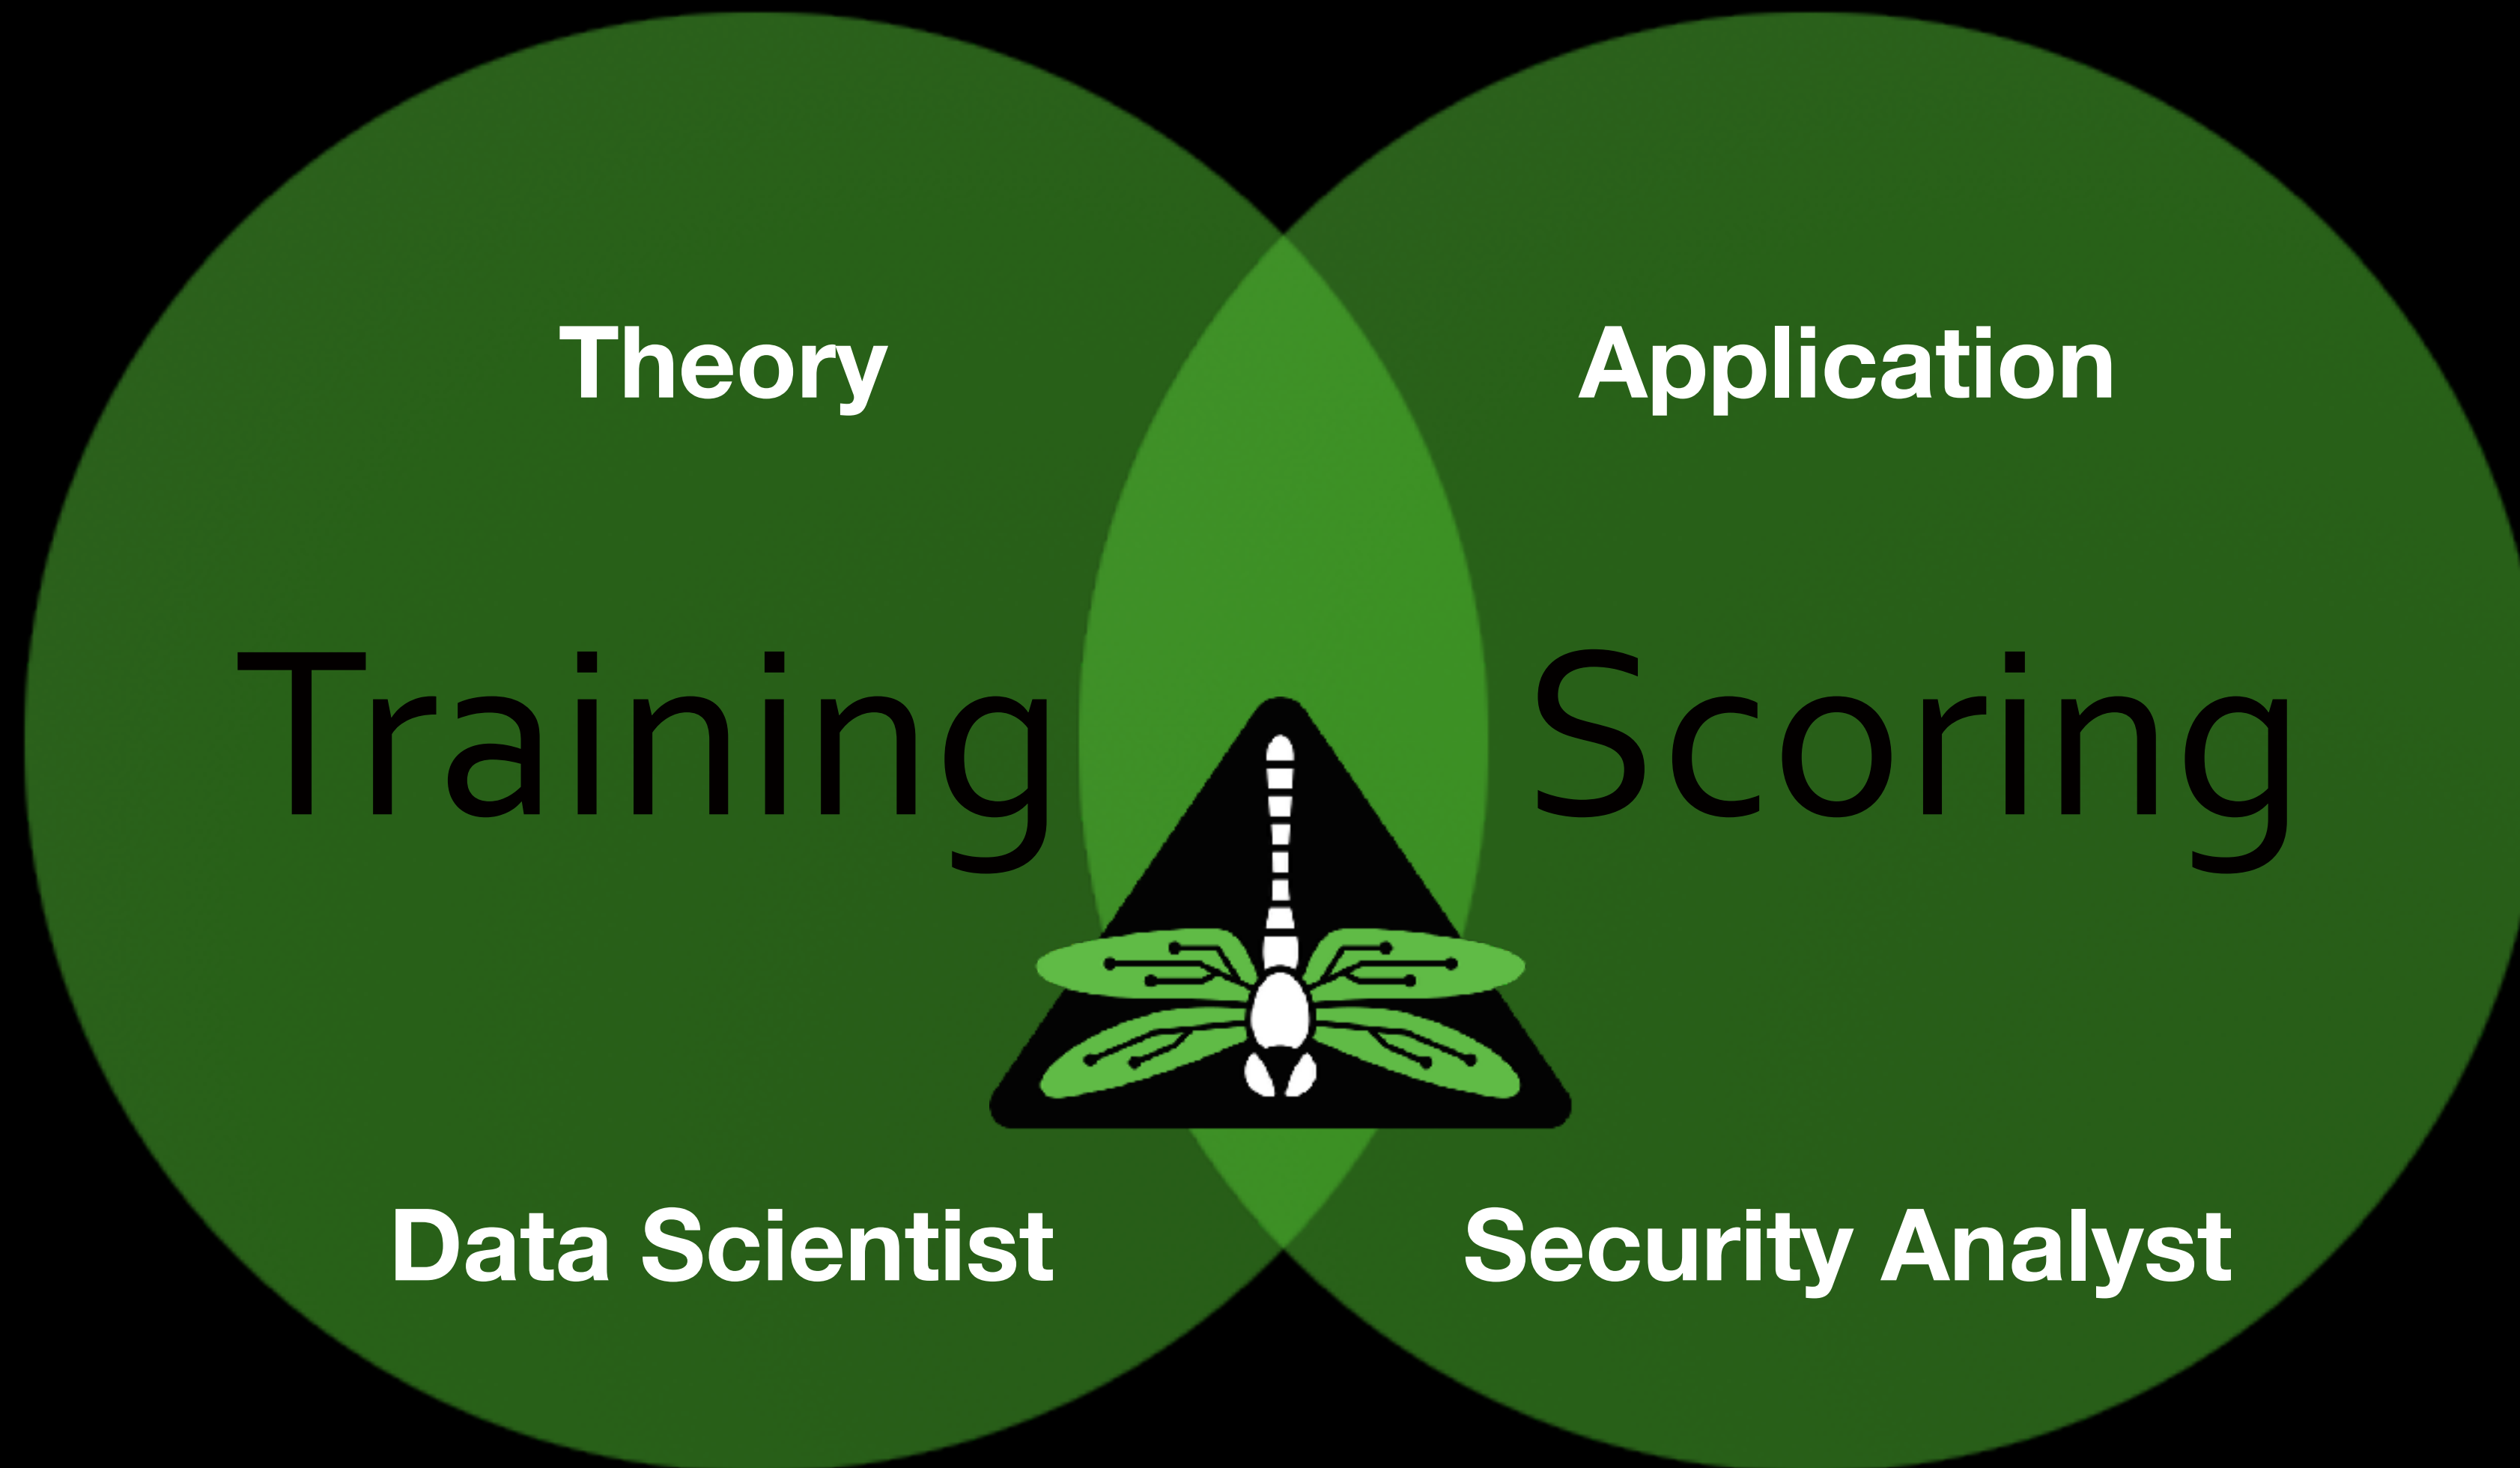 Theory
Application
Training
Scoring
Data Scientist
Security Analyst